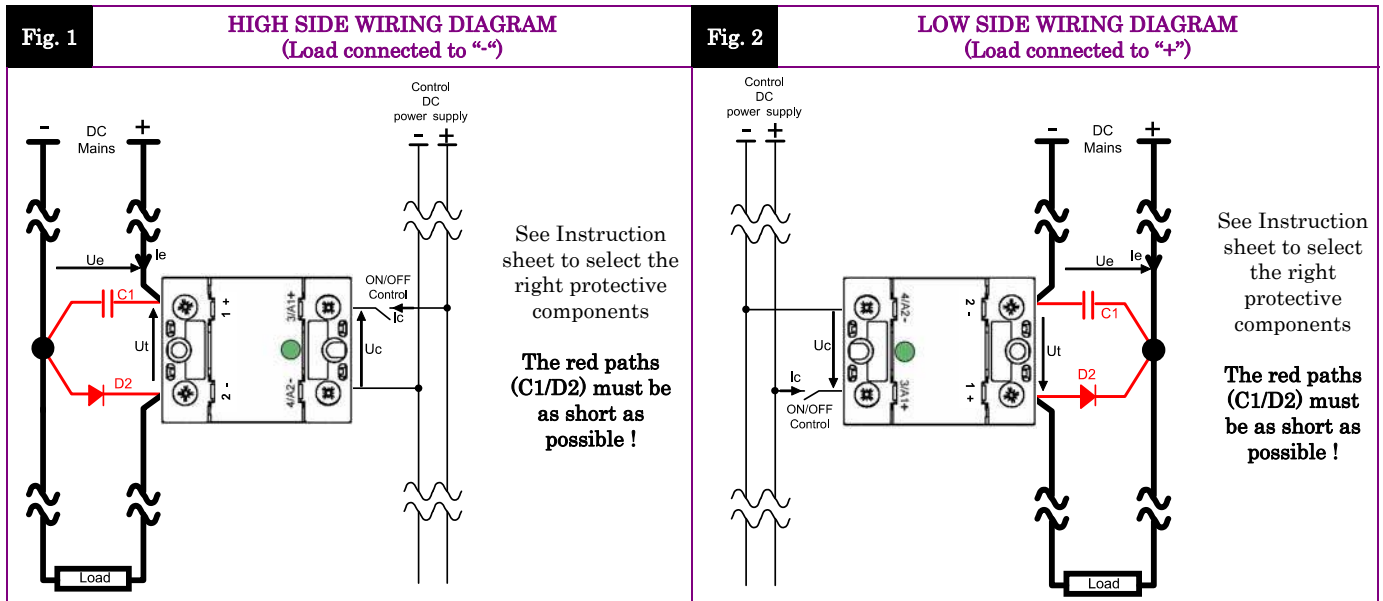 Fig. 1
HIGH SIDE WIRING DIAGRAM
(Load connected to “-“)
- DC Mains +
Control
DC
power supply
- +
Ue
Ie
C1
Ut
D2
1 +
2 -
3/A1+
4/A2-
ON/OFF
Control
Ic
Uc
Load
See Instruction
sheet to select the
right protective
components
The red paths
(C1/D2) must be
as short as
possible !
Fig. 2
LOW SIDE WIRING DIAGRAM
(Load connected to “+”)
Control
DC
power supply
- +
- DC Mains +
Ue
Ie
C1
Ut
D2
2 -
1 +
4/A2-
3/A1+
Uc
Ic
ON/OFF
Control
Load
See Instruction
sheet to select
the right
protective
components
The red paths
(C1/D2) must
be as short as
possible !